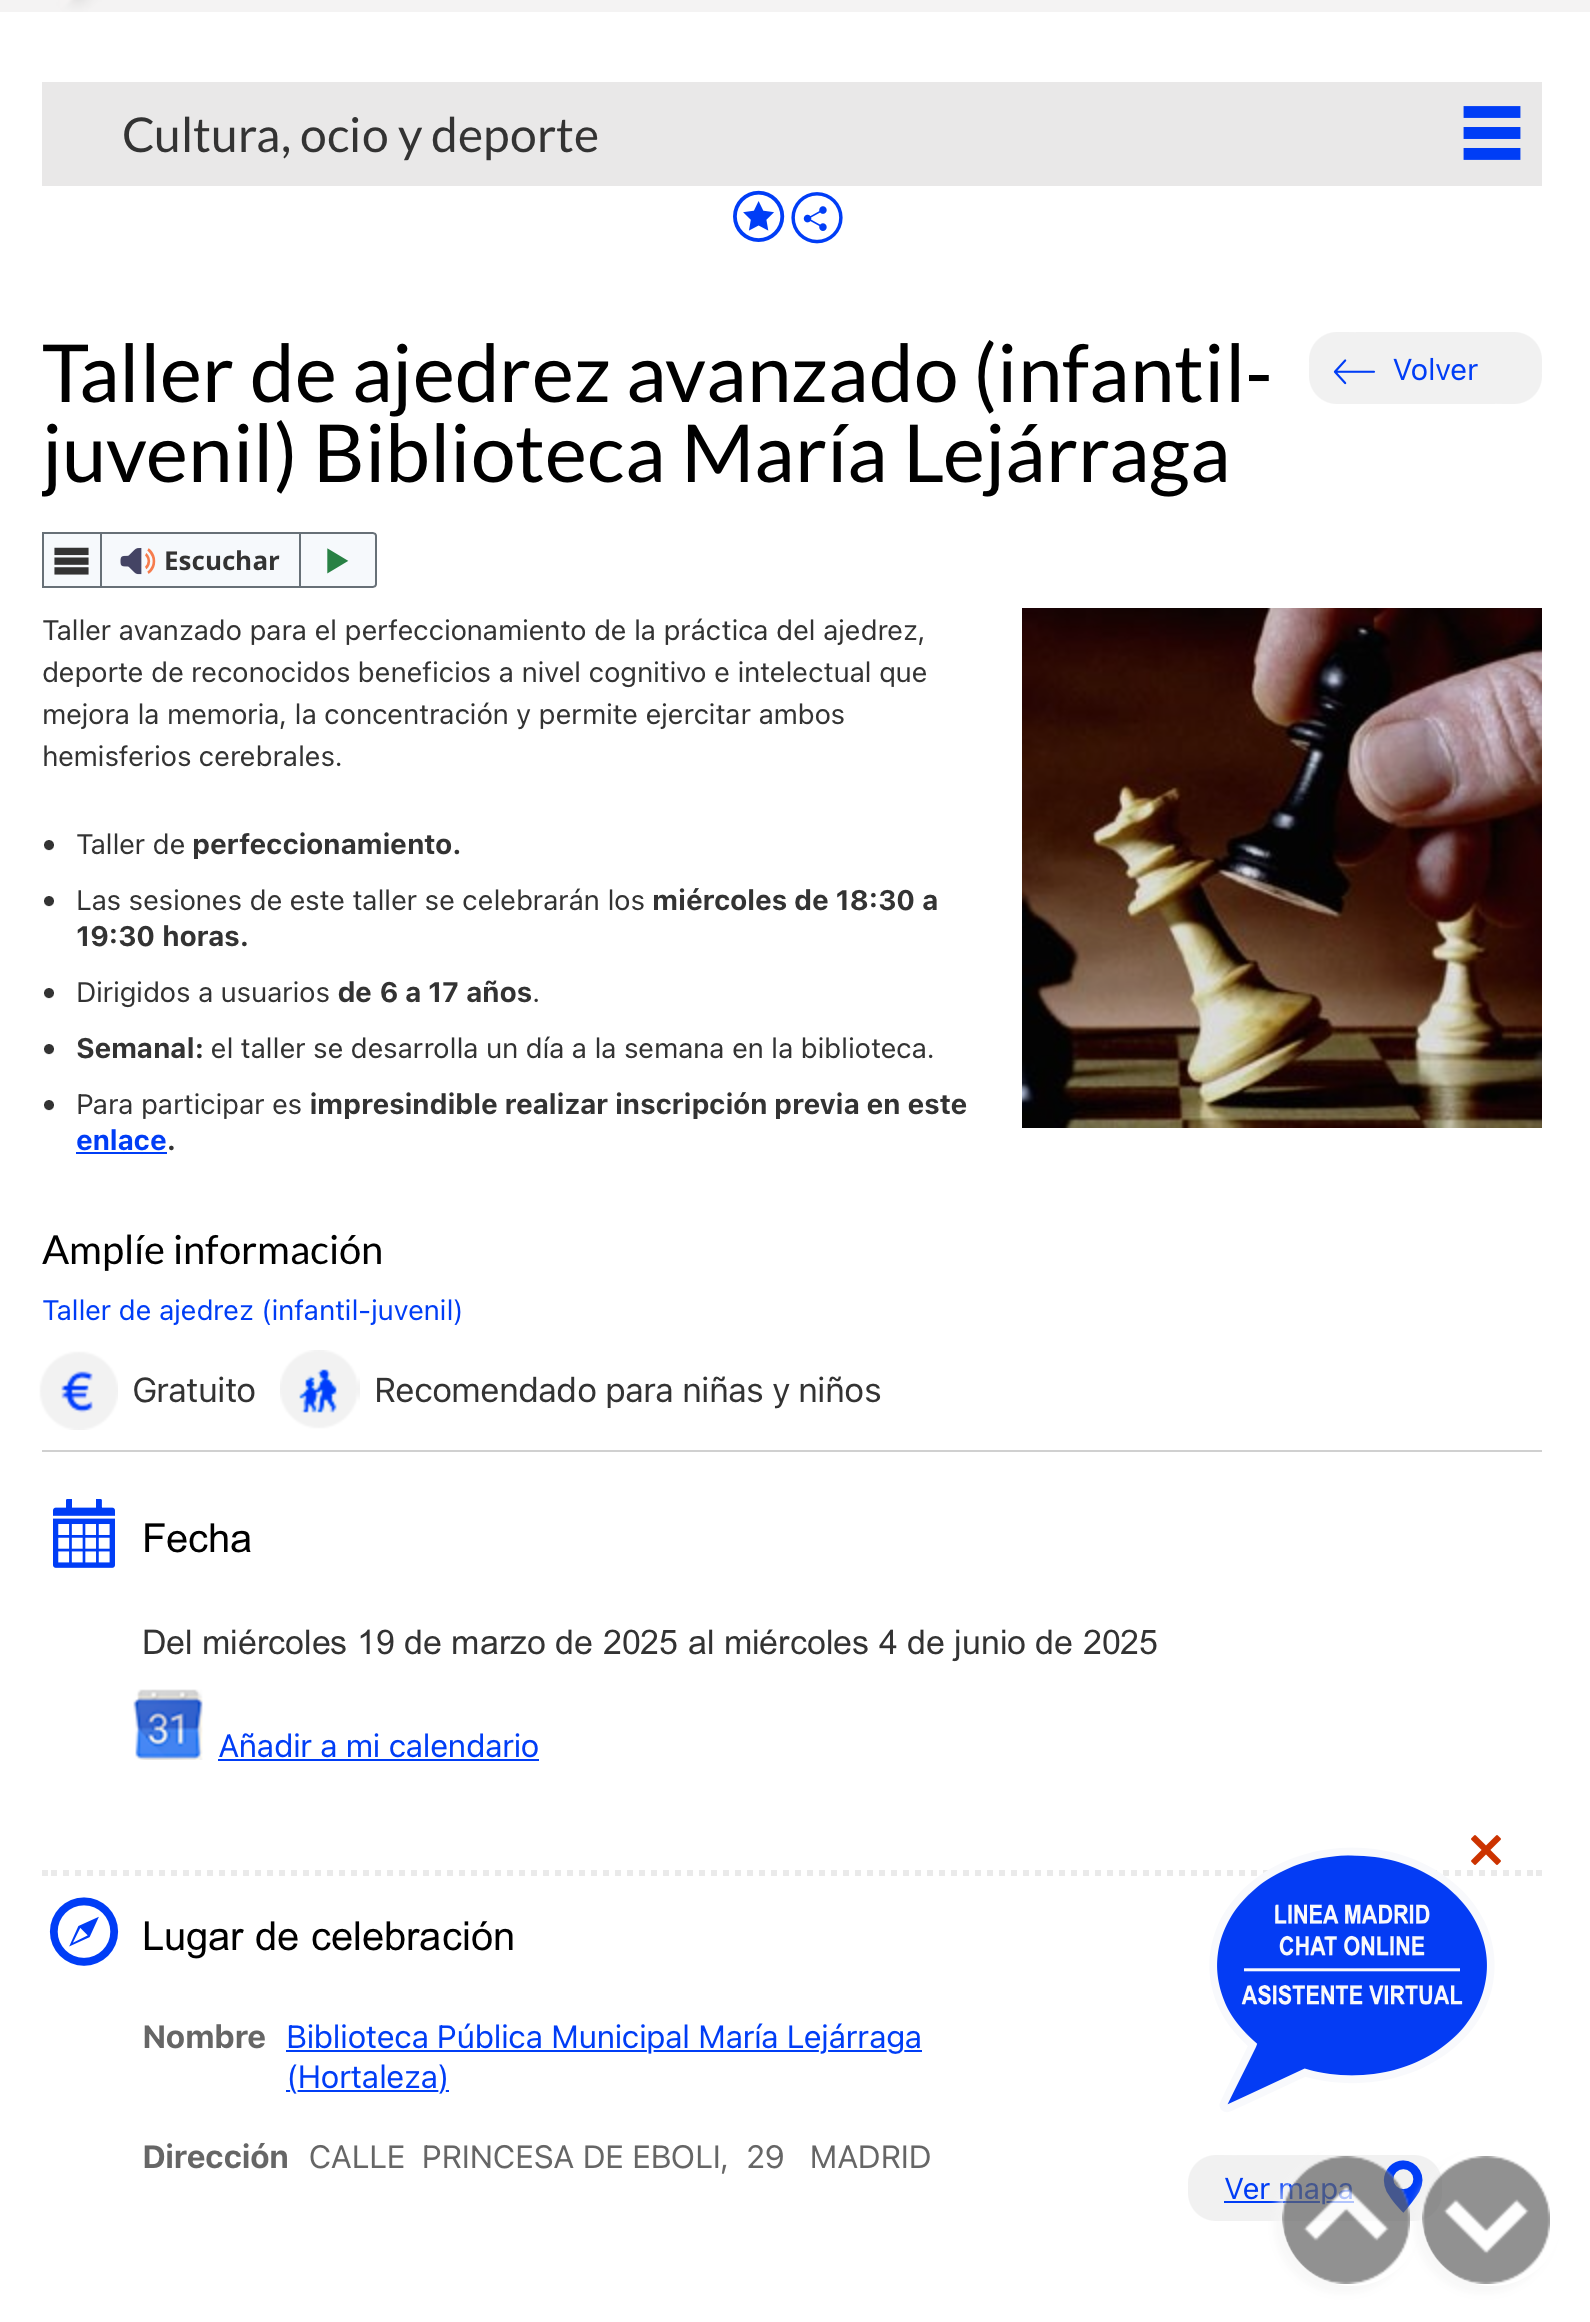 Cultura, ocio y deporte
Taller de ajedrez avanzado (infantil-
juvenil) Biblioteca María Lejárraga
Volver
Escuchar
Taller avanzado para el perfeccionamiento de la práctica del ajedrez,
deporte de reconocidos beneficios a nivel cognitivo e intelectual que
mejora la memoria, la concentración y permite ejercitar ambos
hemisferios cerebrales.
Taller de perfeccionamiento.
Las sesiones de este taller se celebrarán los miércoles de 18:30 a
19:30 horas.
Dirigidos a usuarios de 6 a 17 años.
Semanal: el taller se desarrolla un día a la semana en la biblioteca.
Para participar es impresindible realizar inscripción previa en este
enlace.
Amplíe información
Taller de ajedrez (infantil-juvenil)
€ Gratuito Recomendado para niñas y niños
Fecha
Del miércoles 19 de marzo de 2025 al miércoles 4 de junio de 2025
31 Añadir a mi calendario
LINEA MADRID
CHAT ONLINE
ASISTENTE VIRTUAL
Lugar de celebración
Nombre Biblioteca Pública Municipal María Lejárraga
(Hortaleza)
Dirección CALLE PRINCESA DE EBOLI, 29 MADRID
Ver mapa